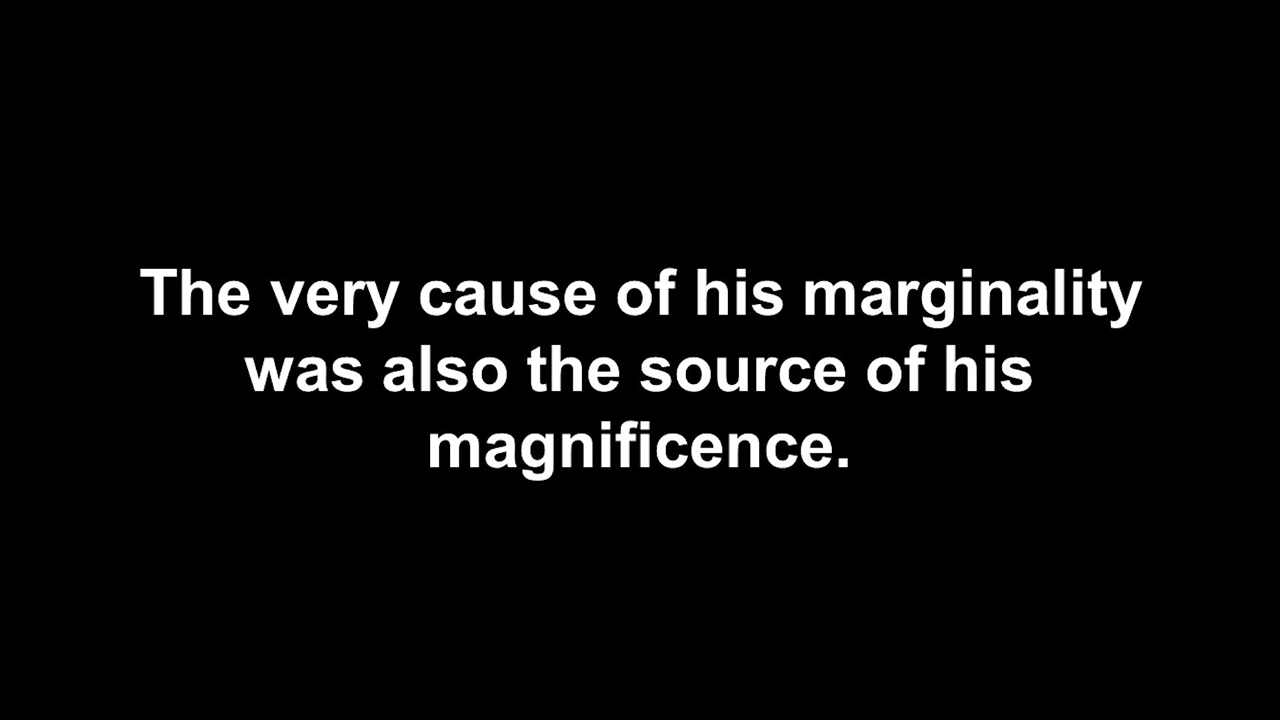 The very cause of his marginality
was also the source of his
magnificence.